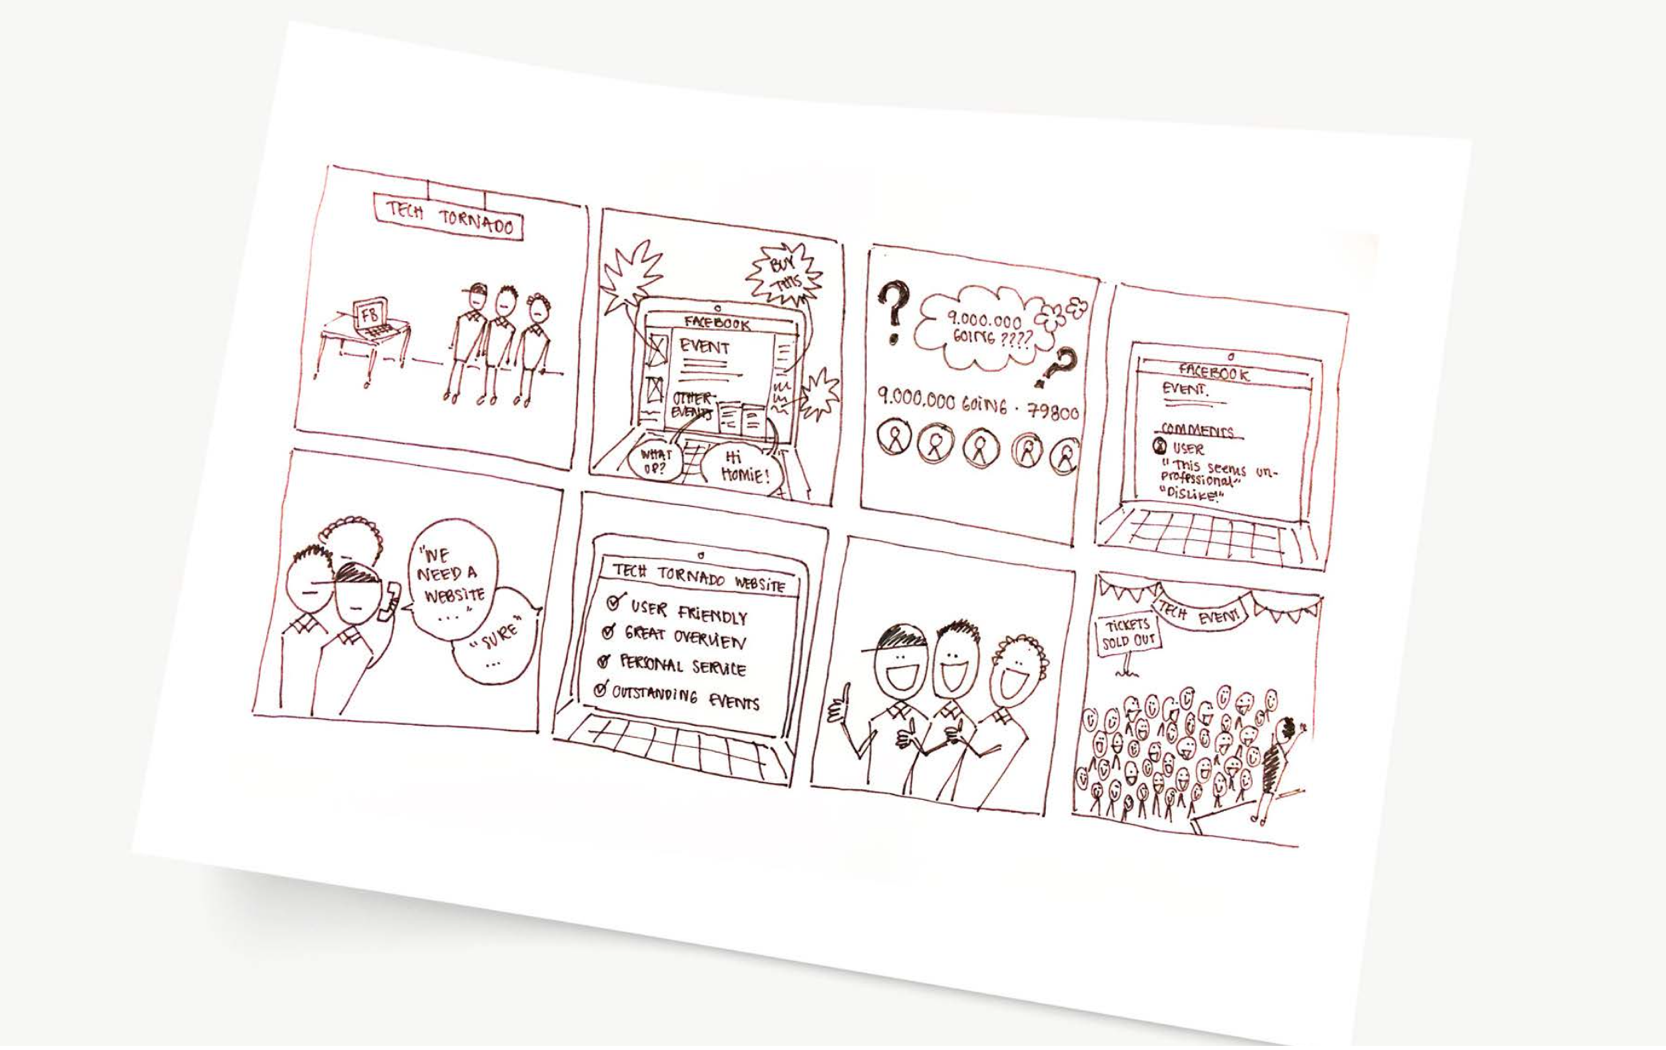 TECH TORNADO
FB
BUY
THIS
FACEBOOK
EVENT
OTHER
EVENTS
WHAT
UP?
Hi
HOMIE!
?
9.000.000
GOING ????
?
9.000.000 GOING · 79800
FACEBOOK
EVENT.
COMMENTS
USER
"This seems un-
professional"
"Dislike!"
"WE
NEED A
WEBSITE
..."
"SURE"
...
TECH TORNADO WEBSITE
USER FRIENDLY
GREAT OVERVIEW
PERSONAL SERVICE
OUTSTANDING EVENTS
TECH EVENT
TICKETS
SOLD OUT